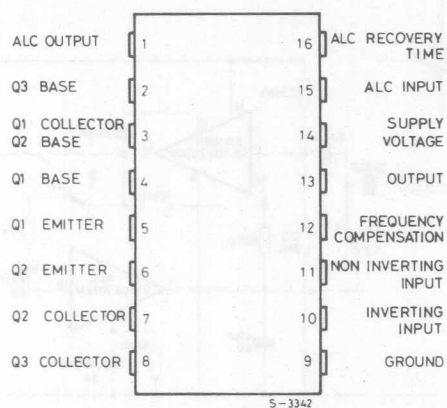 ALC OUTPUT 1 16 ALC RECOVERY
TIME
Q3 BASE 2 15 ALC INPUT
Q1 COLLECTOR
Q2 BASE 3 14 SUPPLY
VOLTAGE
Q1 BASE 4 13 OUTPUT
Q1 EMITTER 5 12 FREQUENCY
COMPENSATION
Q2 EMITTER 6 11 NON INVERTING
INPUT
Q2 COLLECTOR 7 10 INVERTING
INPUT
Q3 COLLECTOR 8 9 GROUND
S-3342